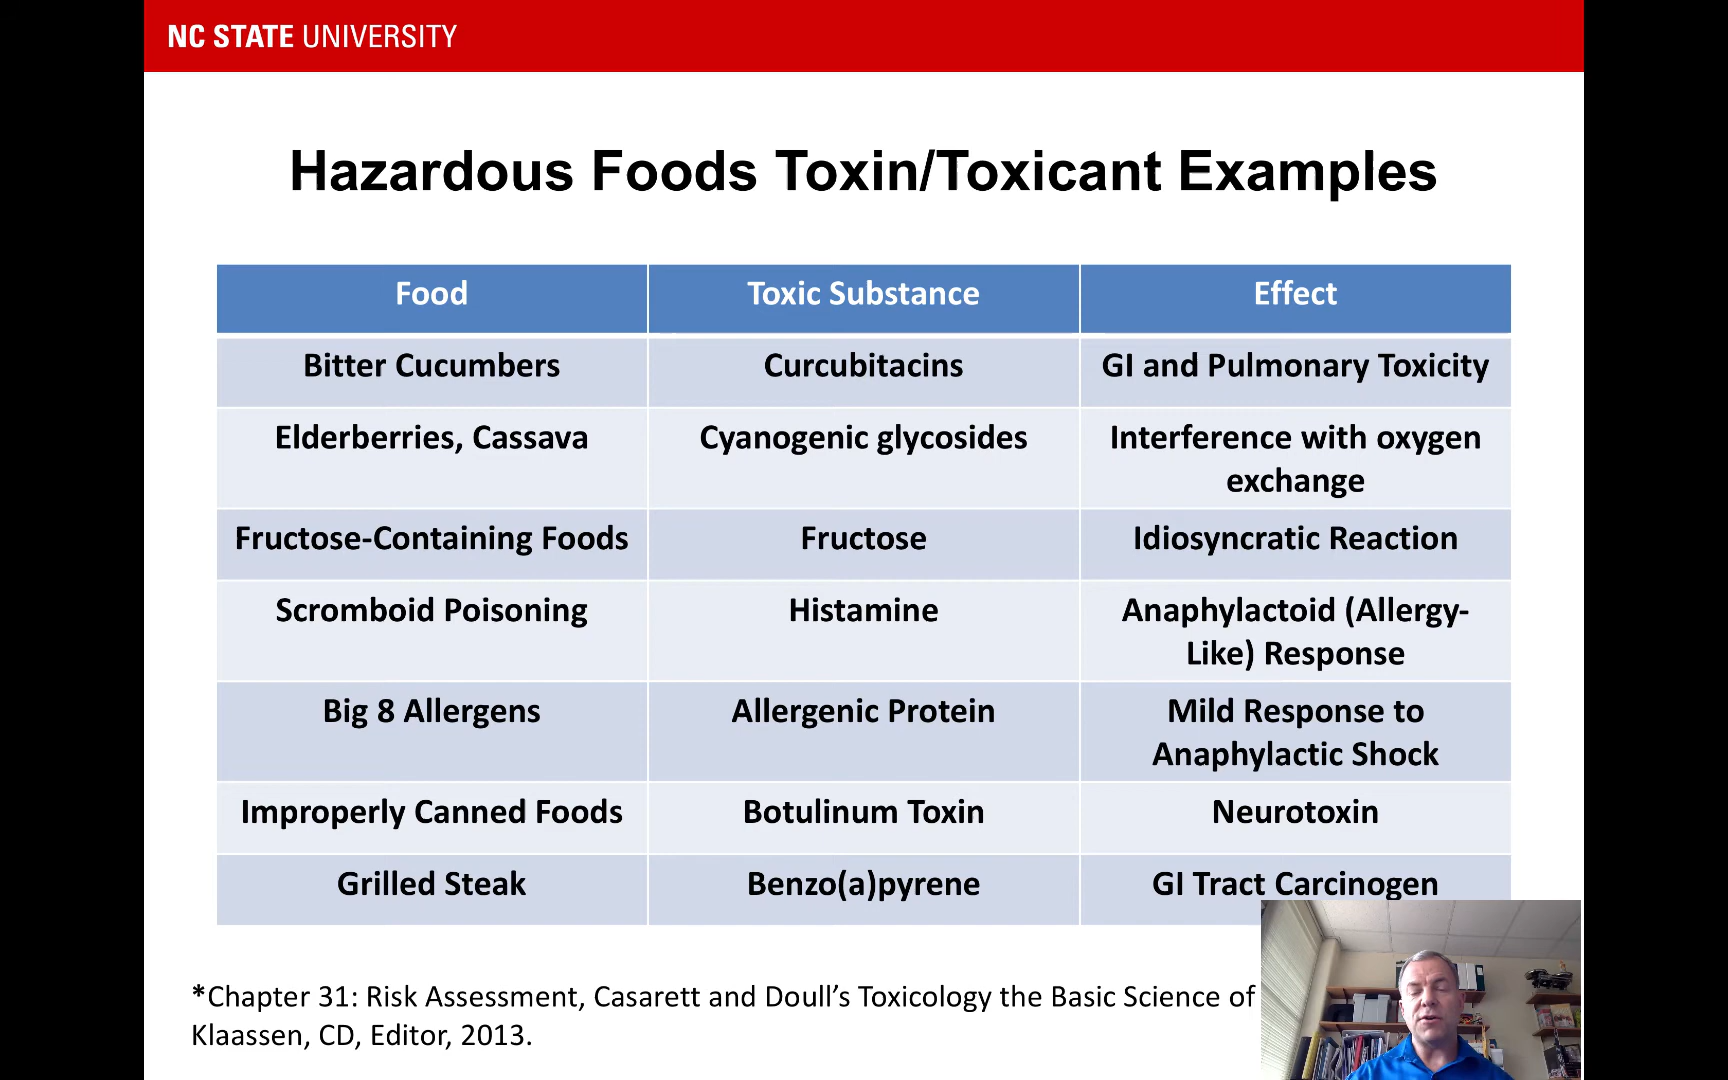 NC STATE UNIVERSITY
Hazardous Foods Toxin/Toxicant Examples
Food Toxic Substance Effect
Bitter Cucumbers Curcubitacins GI and Pulmonary Toxicity
Elderberries, Cassava Cyanogenic glycosides Interference with oxygen
exchange
Fructose-Containing Foods Fructose Idiosyncratic Reaction
Scromboid Poisoning Histamine Anaphylactoid (Allergy-
Like) Response
Big 8 Allergens Allergenic Protein Mild Response to
Anaphylactic Shock
Improperly Canned Foods Botulinum Toxin Neurotoxin
Grilled Steak Benzo(a)pyrene GI Tract Carcinogen
*Chapter 31: Risk Assessment, Casarett and Doull’s Toxicology the Basic Science of
Klaassen, CD, Editor, 2013.